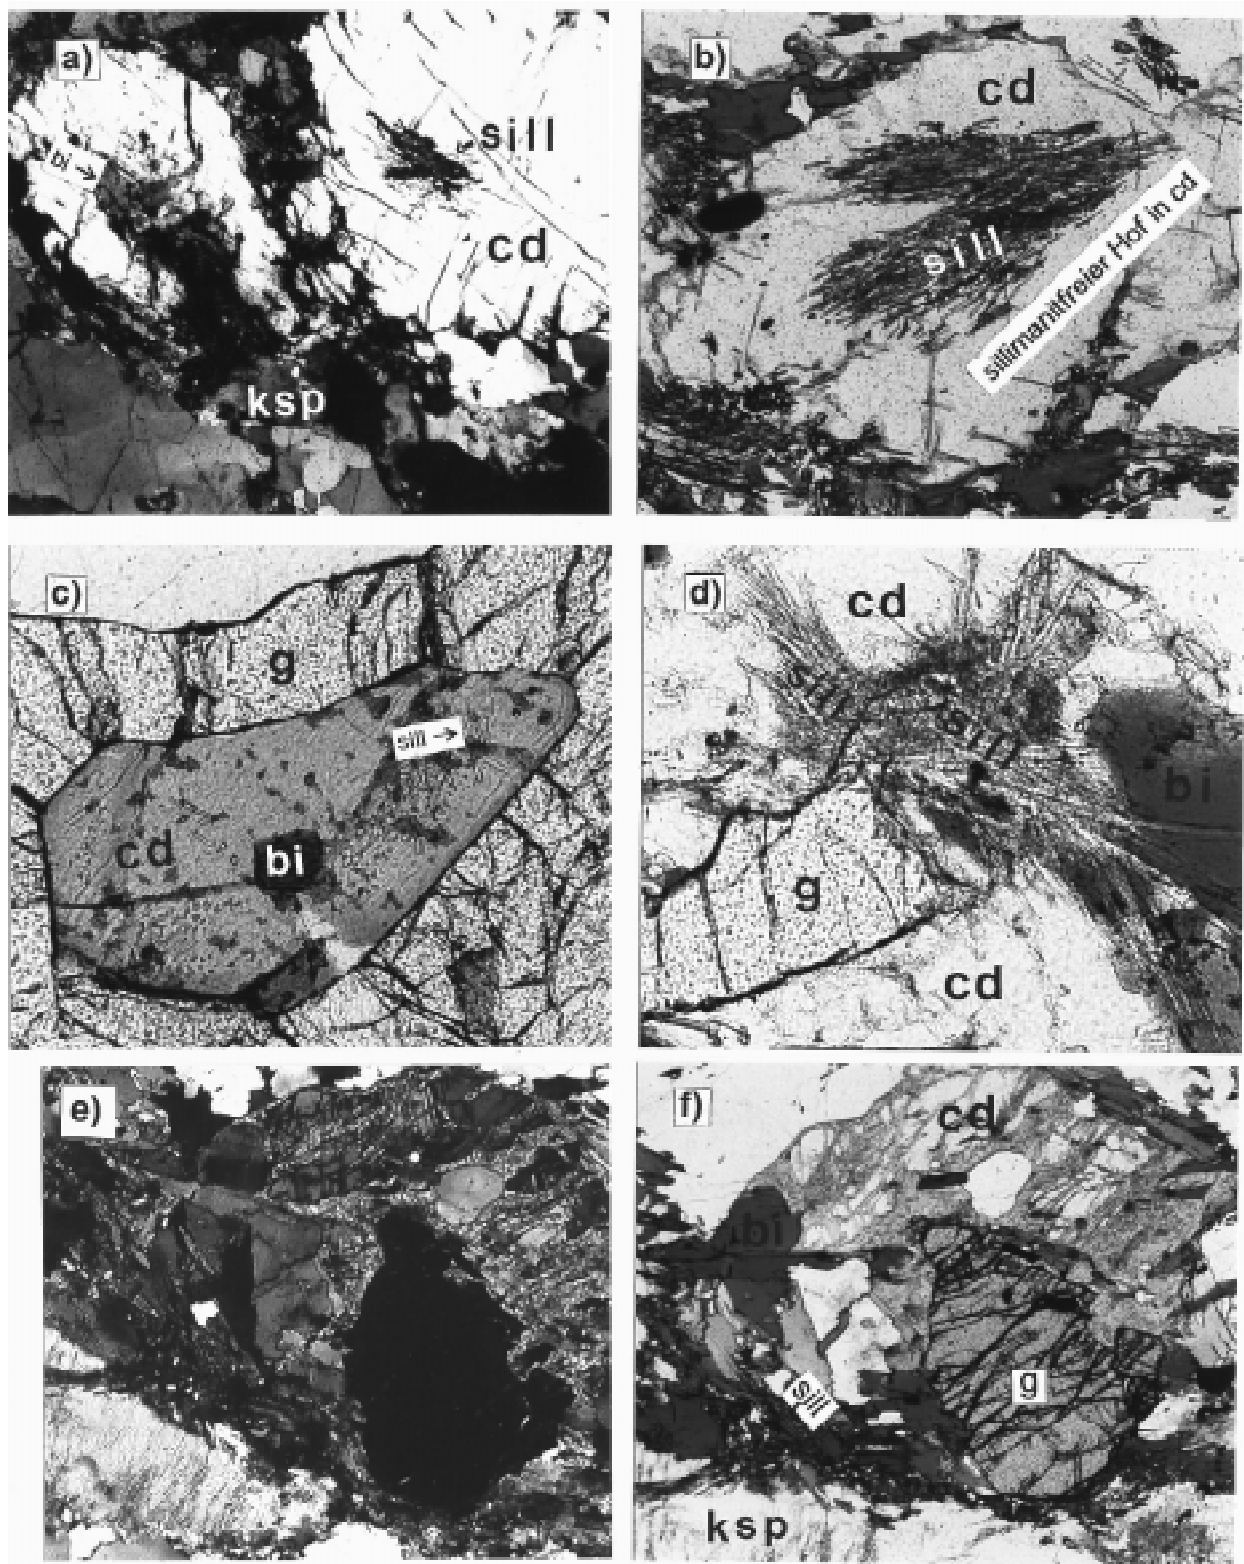 a)
bi →
sill
cd
ksp
b)
cd
sill
sillimanitfreier Hof in cd
c)
g
sill →
cd
bi
d)
cd
sill
sill
bi
g
cd
e)
f)
cd
bi
sill
g
ksp